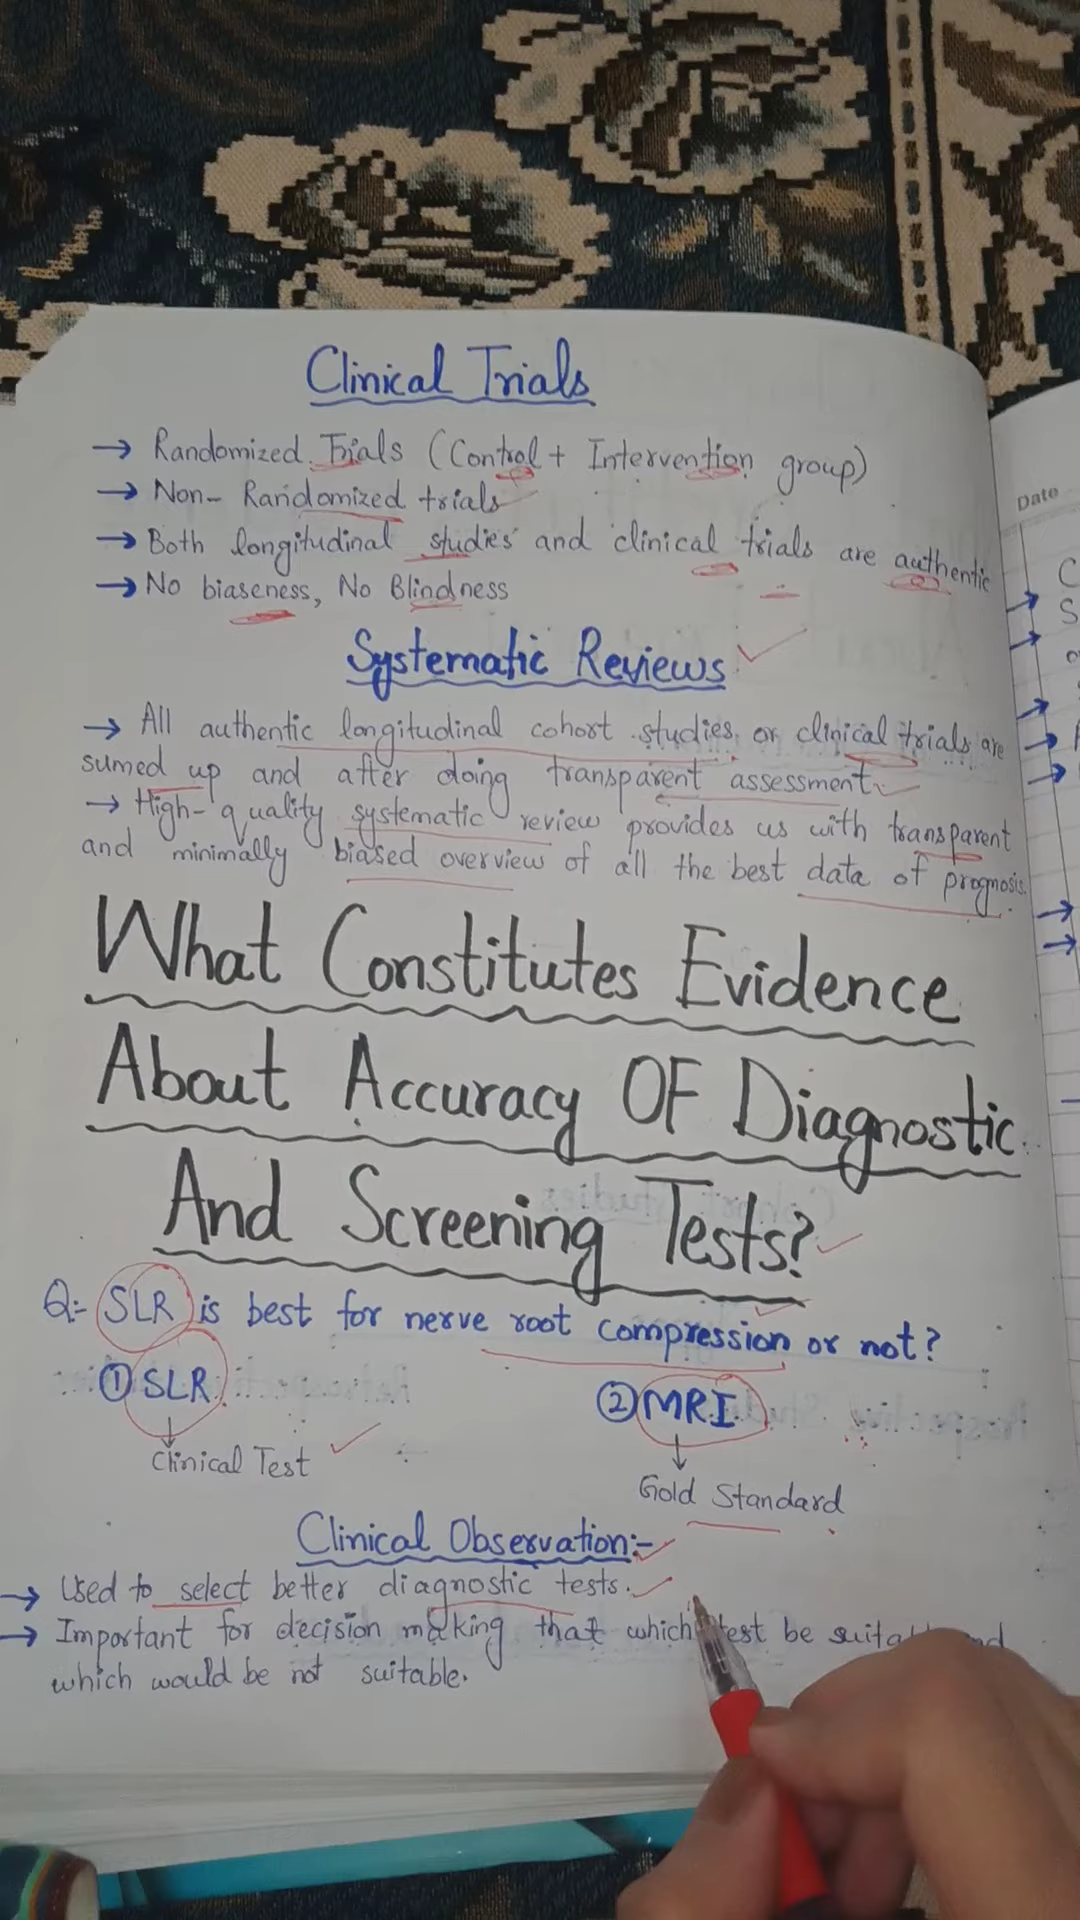 Clinical Trials
→ Randomized Trials (Control + Intervention group)
→ Non- Randomized trials
→ Both longitudinal studies and clinical trials are authentic
→ No biaseness, No Blindness
Systematic Reviews
→ All authentic longitudinal cohort studies or clinical trials are
sumed up and after doing transparent assessment.
→ High- quality systematic review provides us with transparent
and minimally biased overview of all the best data of prognosis.
What Constitutes Evidence
About Accuracy OF Diagnostic
And Screening Tests?
Q:- SLR is best for nerve root compression or not?
① SLR ② MRI
↓ ↓
Clinical Test Gold Standard
Clinical Observation:-
→ Used to select better diagnostic tests.
→ Important for decision making that which test be
which would be not suitable.
Date